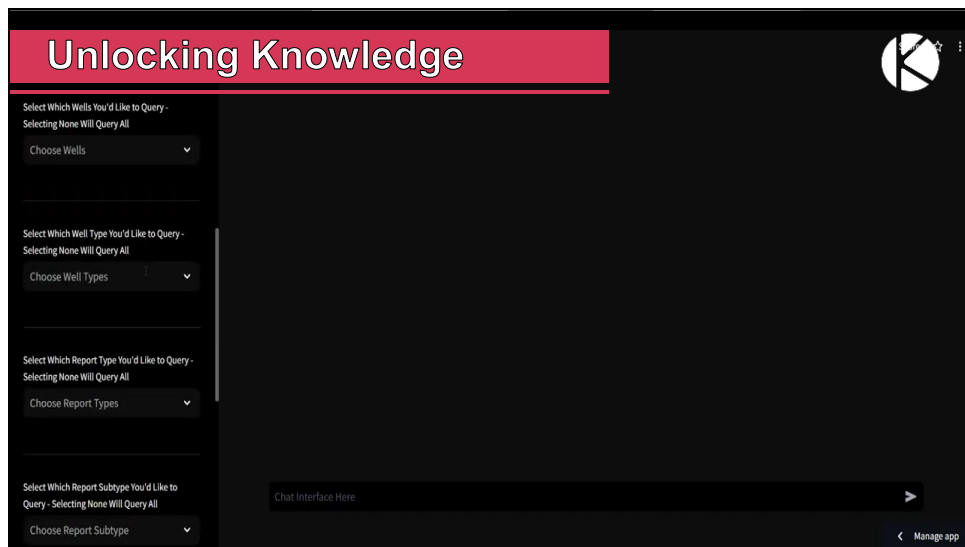 Unlocking Knowledge
Select Which Wells You'd Like to Query -
Selecting None Will Query All
Choose Wells
Select Which Well Type You'd Like to Query -
Selecting None Will Query All
Choose Well Types
Select Which Report Type You'd Like to Query -
Selecting None Will Query All
Choose Report Types
Select Which Report Subtype You'd Like to
Query - Selecting None Will Query All
Choose Report Subtype
Chat Interface Here
Manage app